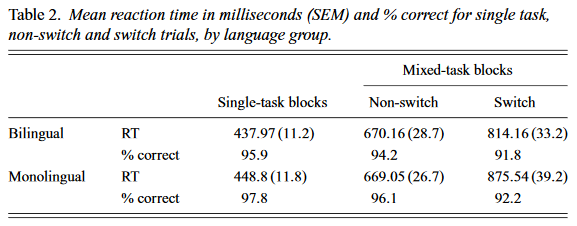 Table 2. Mean reaction time in milliseconds (SEM) and % correct for single task,
non-switch and switch trials, by language group.
Mixed-task blocks
Single-task blocks Non-switch Switch
Bilingual RT 437.97 (11.2) 670.16 (28.7) 814.16 (33.2)
% correct 95.9 94.2 91.8
Monolingual RT 448.8 (11.8) 669.05 (26.7) 875.54 (39.2)
% correct 97.8 96.1 92.2